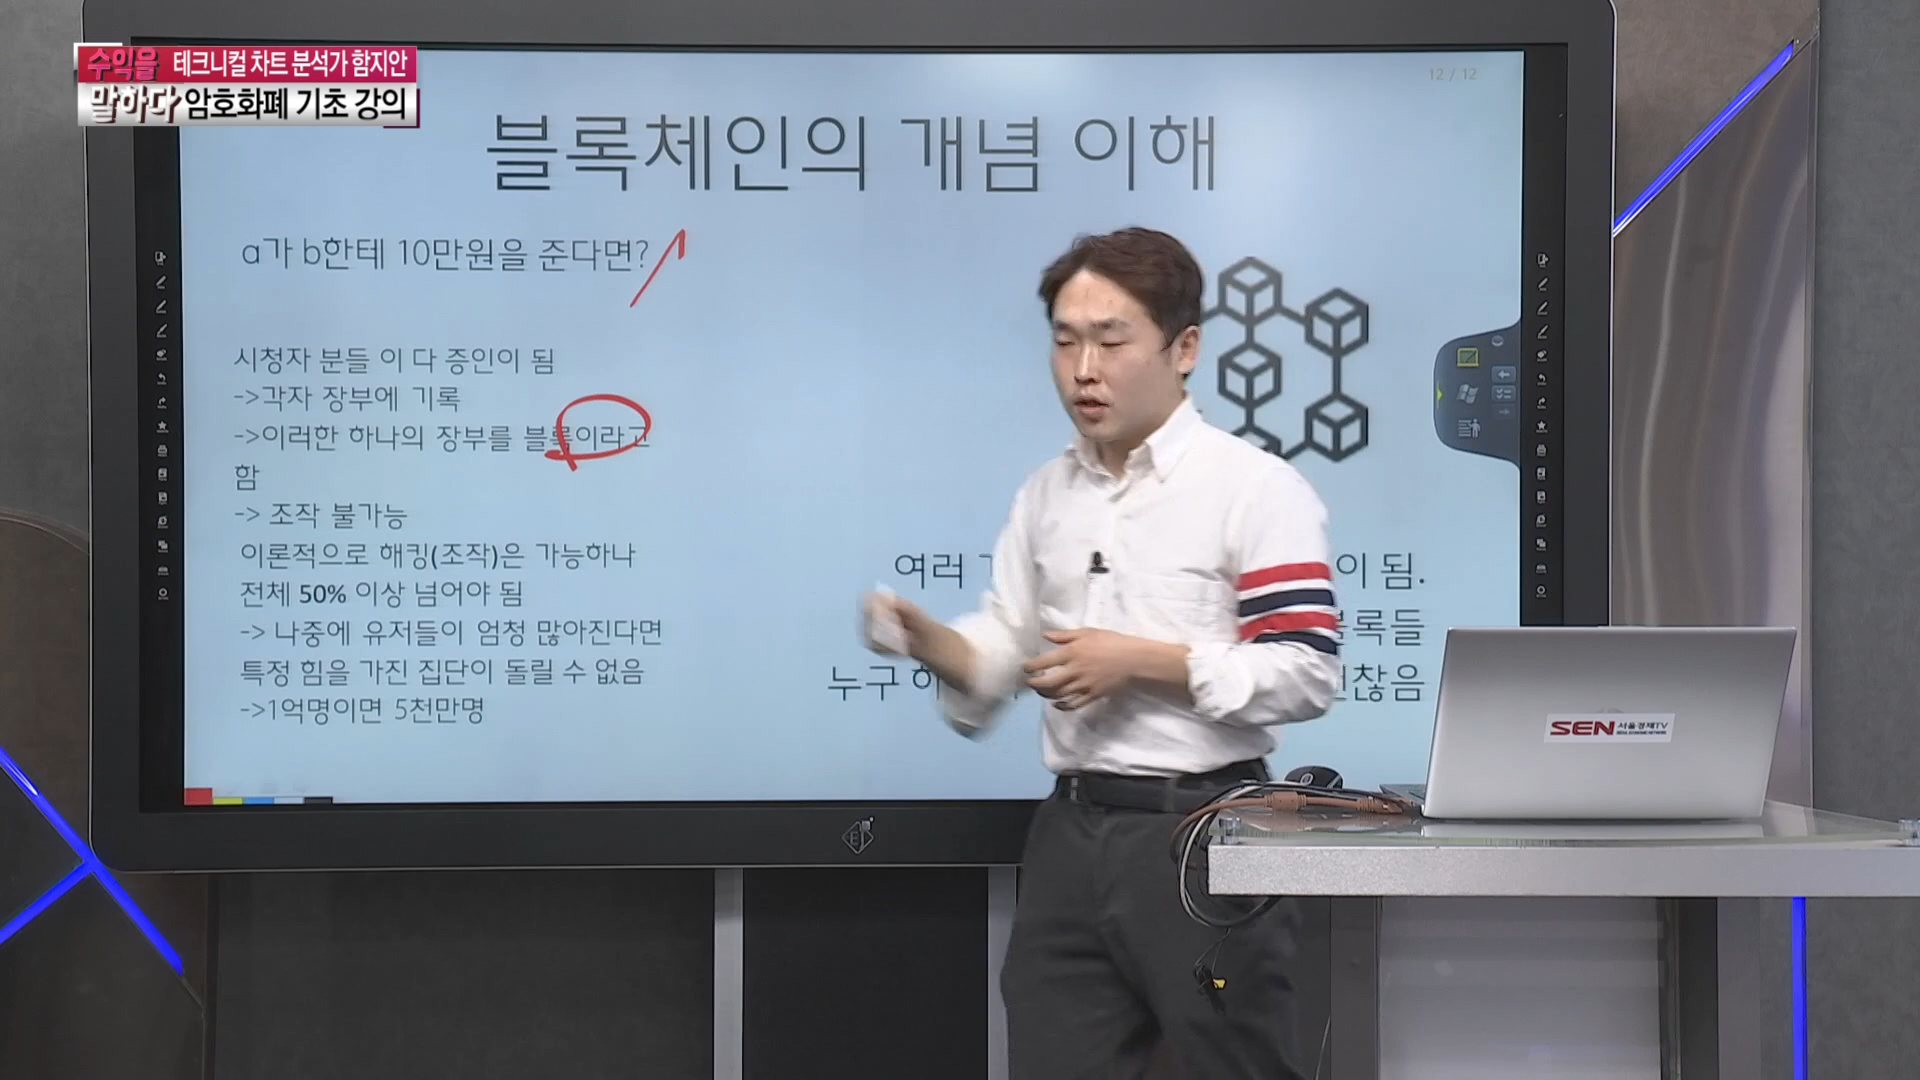 수익을 말하다
테크니컬 차트 분석가 함지안
암호화폐 기초 강의
12 / 12
블록체인의 개념 이해
a가 b한테 10만원을 준다면?
시청자 분들 이 다 증인이 됨
->각자 장부에 기록
->이러한 하나의 장부를 블록이라고
함
-> 조작 불가능
이론적으로 해킹(조작)은 가능하나
전체 50% 이상 넘어야 됨
-> 나중에 유저들이 엄청 많아진다면
특정 힘을 가진 집단이 돌릴 수 없음
->1억명이면 5천만명
여러 이 됨.
록들
누구 찮음
SEN 서울경제TV
SEOUL ECONOMIC NETWORK